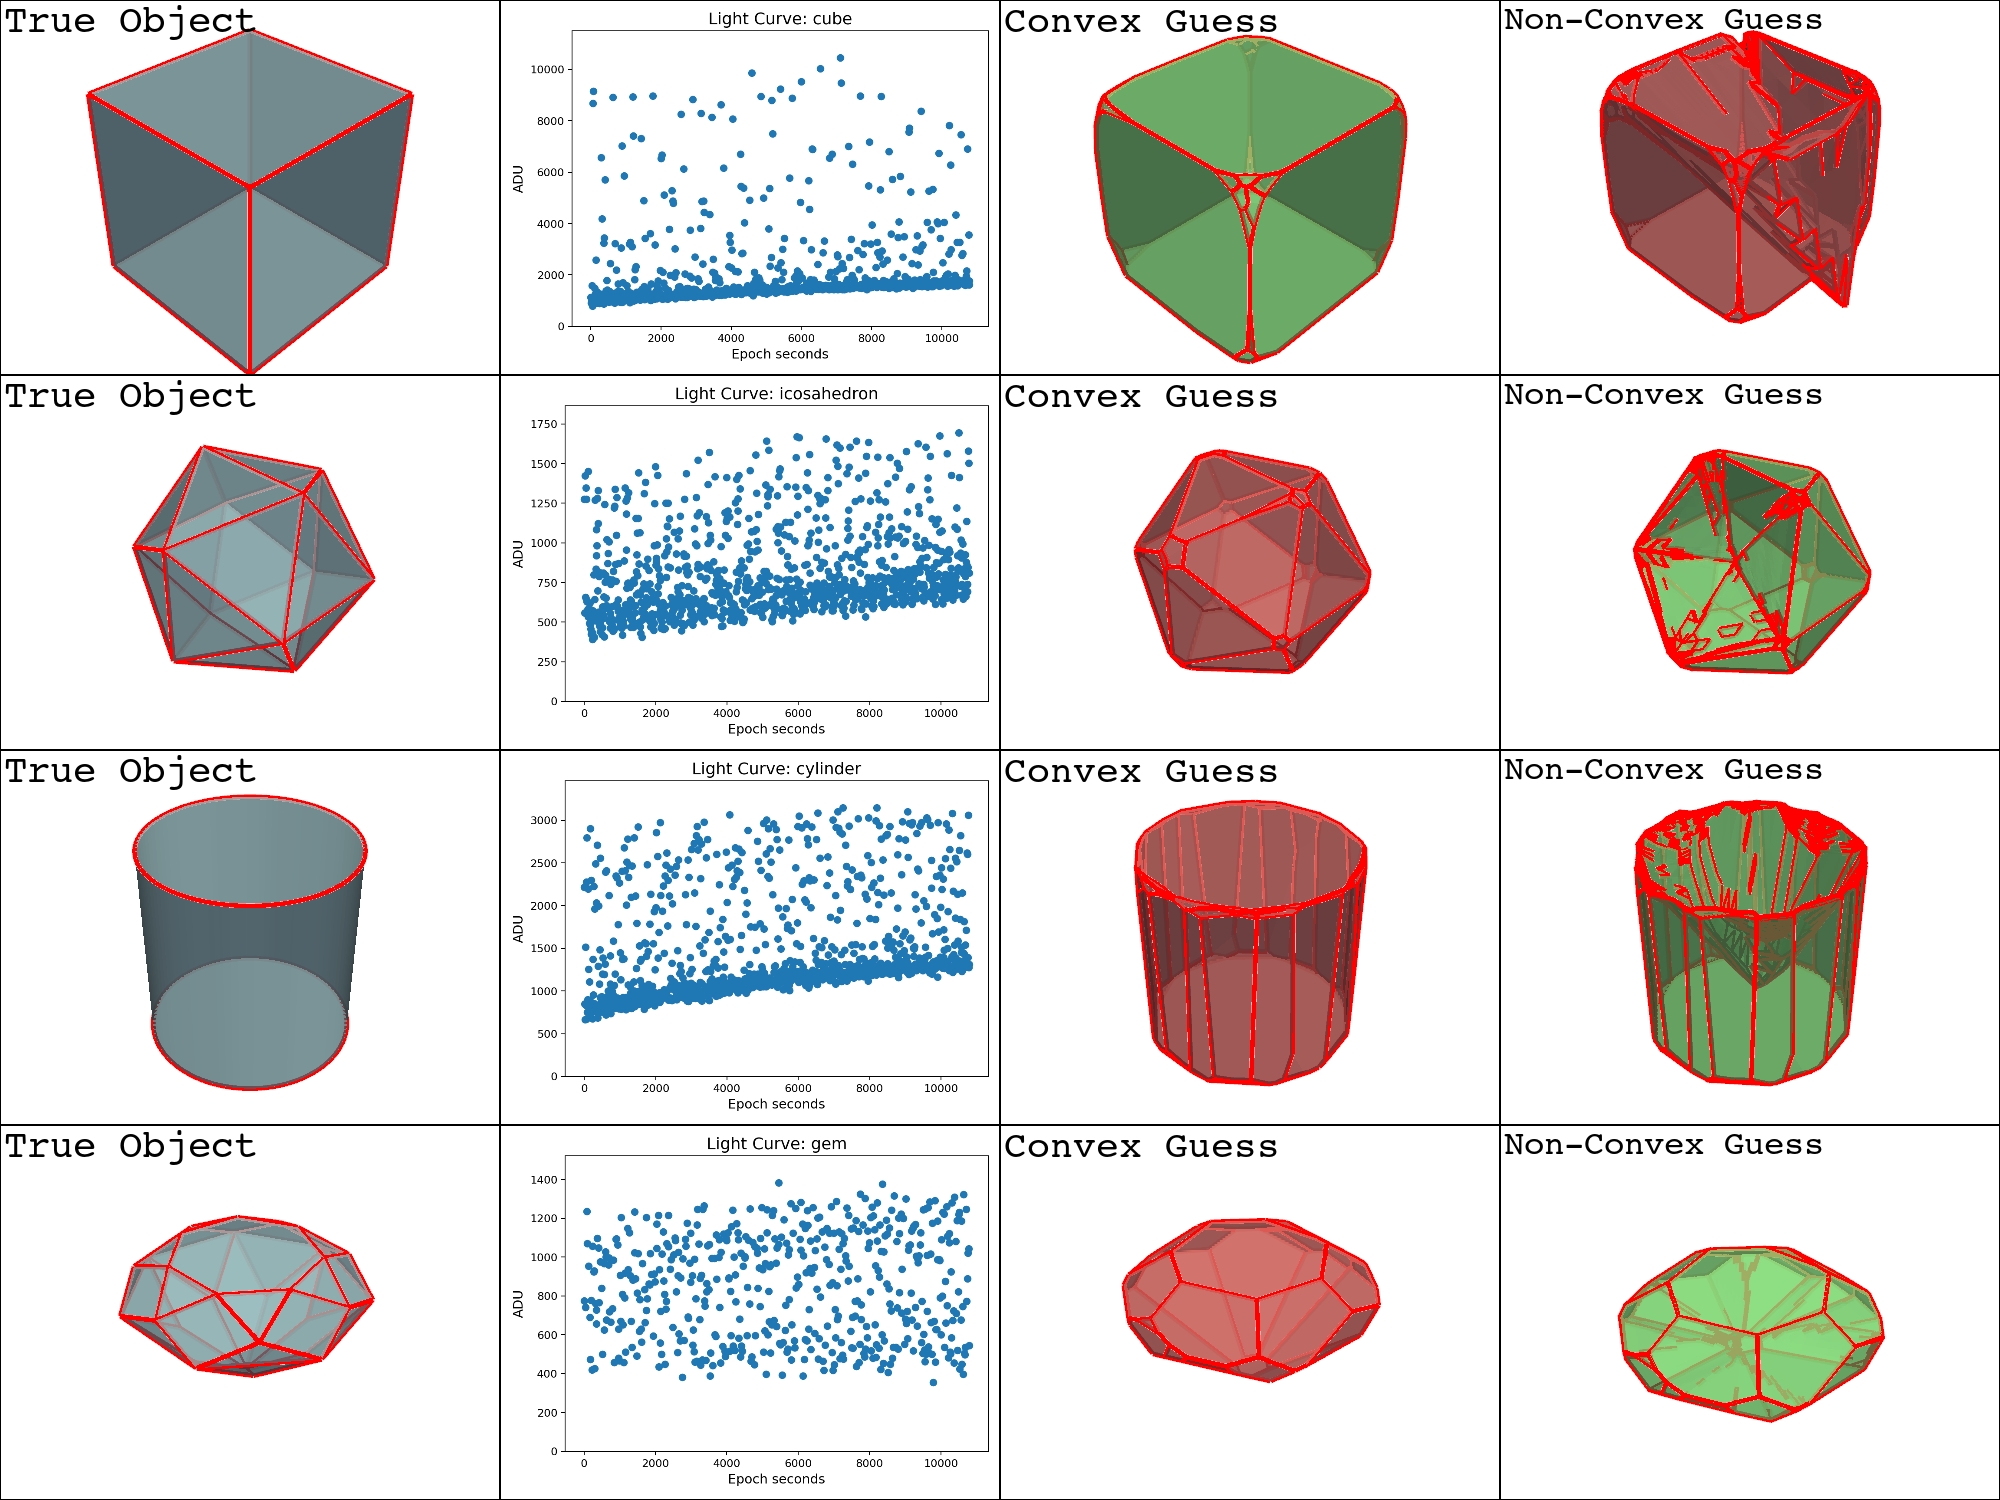 True Object
Light Curve: cube
Convex Guess
Non-Convex Guess
10000
8000
6000
4000
2000
0
ADU
0 2000 4000 6000 8000 10000
Epoch seconds
True Object
Light Curve: icosahedron
Convex Guess
Non-Convex Guess
1750
1500
1250
1000
750
500
250
0
ADU
0 2000 4000 6000 8000 10000
Epoch seconds
True Object
Light Curve: cylinder
Convex Guess
Non-Convex Guess
3000
2500
2000
1500
1000
500
0
ADU
0 2000 4000 6000 8000 10000
Epoch seconds
True Object
Light Curve: gem
Convex Guess
Non-Convex Guess
1400
1200
1000
800
600
400
200
0
ADU
0 2000 4000 6000 8000 10000
Epoch seconds